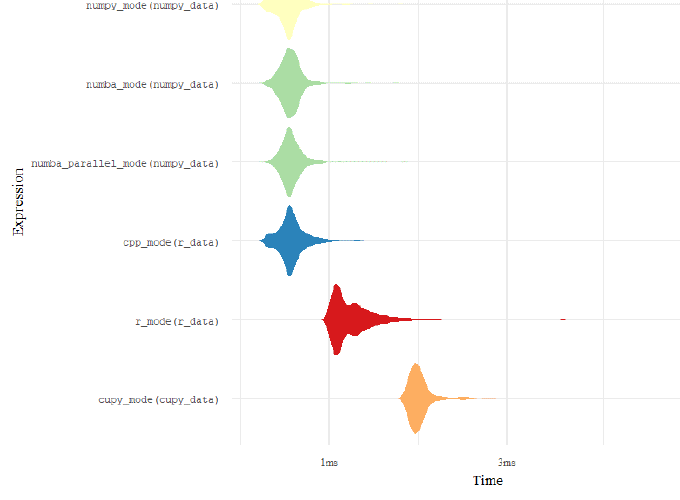 numpy_mode(numpy_data)
numba_mode(numpy_data)
numba_parallel_mode(numpy_data)
cpp_mode(r_data)
r_mode(r_data)
cupy_mode(cupy_data)
Expression
1ms
3ms
Time